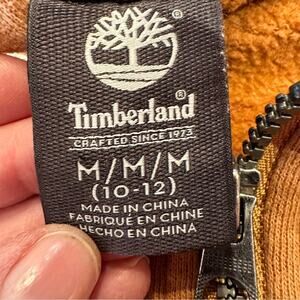 ®
Timberland
CRAFTED SINCE 1973
M/M/M
(10-12)
MADE IN CHINA
FABRIQUÉ EN CHINE
HECHO EN CHINA